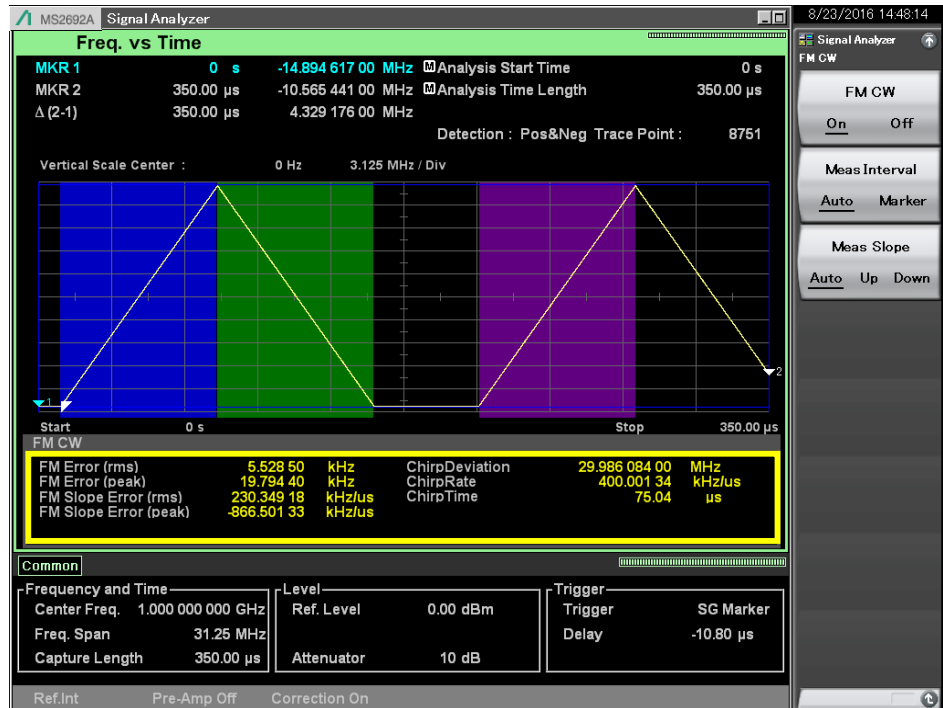 MS2692A Signal Analyzer
8/23/2016 14:48:14
Freq. vs Time
MKR 1 0 s -14.894 617 00 MHz M Analysis Start Time 0 s
MKR 2 350.00 µs -10.565 441 00 MHz M Analysis Time Length 350.00 µs
Δ (2-1) 350.00 µs 4.329 176 00 MHz
Detection : Pos&Neg Trace Point : 8751
Vertical Scale Center : 0 Hz 3.125 MHz / Div
1
2
Start 0 s Stop 350.00 µs
FM CW
FM Error (rms) 5.528 50 kHz ChirpDeviation 29.986 084 00 MHz
FM Error (peak) 19.794 40 kHz ChirpRate 400.001 34 kHz/us
FM Slope Error (rms) 230.349 18 kHz/us ChirpTime 75.04 µs
FM Slope Error (peak) -866.501 33 kHz/us
Common
Frequency and Time
Center Freq. 1.000 000 000 GHz
Freq. Span 31.25 MHz
Capture Length 350.00 µs
Level
Ref. Level 0.00 dBm
Attenuator 10 dB
Trigger
Trigger SG Marker
Delay -10.80 µs
Ref.Int Pre-Amp Off Correction On
Signal Analyzer
FM CW
FM CW
On Off
Meas Interval
Auto Marker
Meas Slope
Auto Up Down